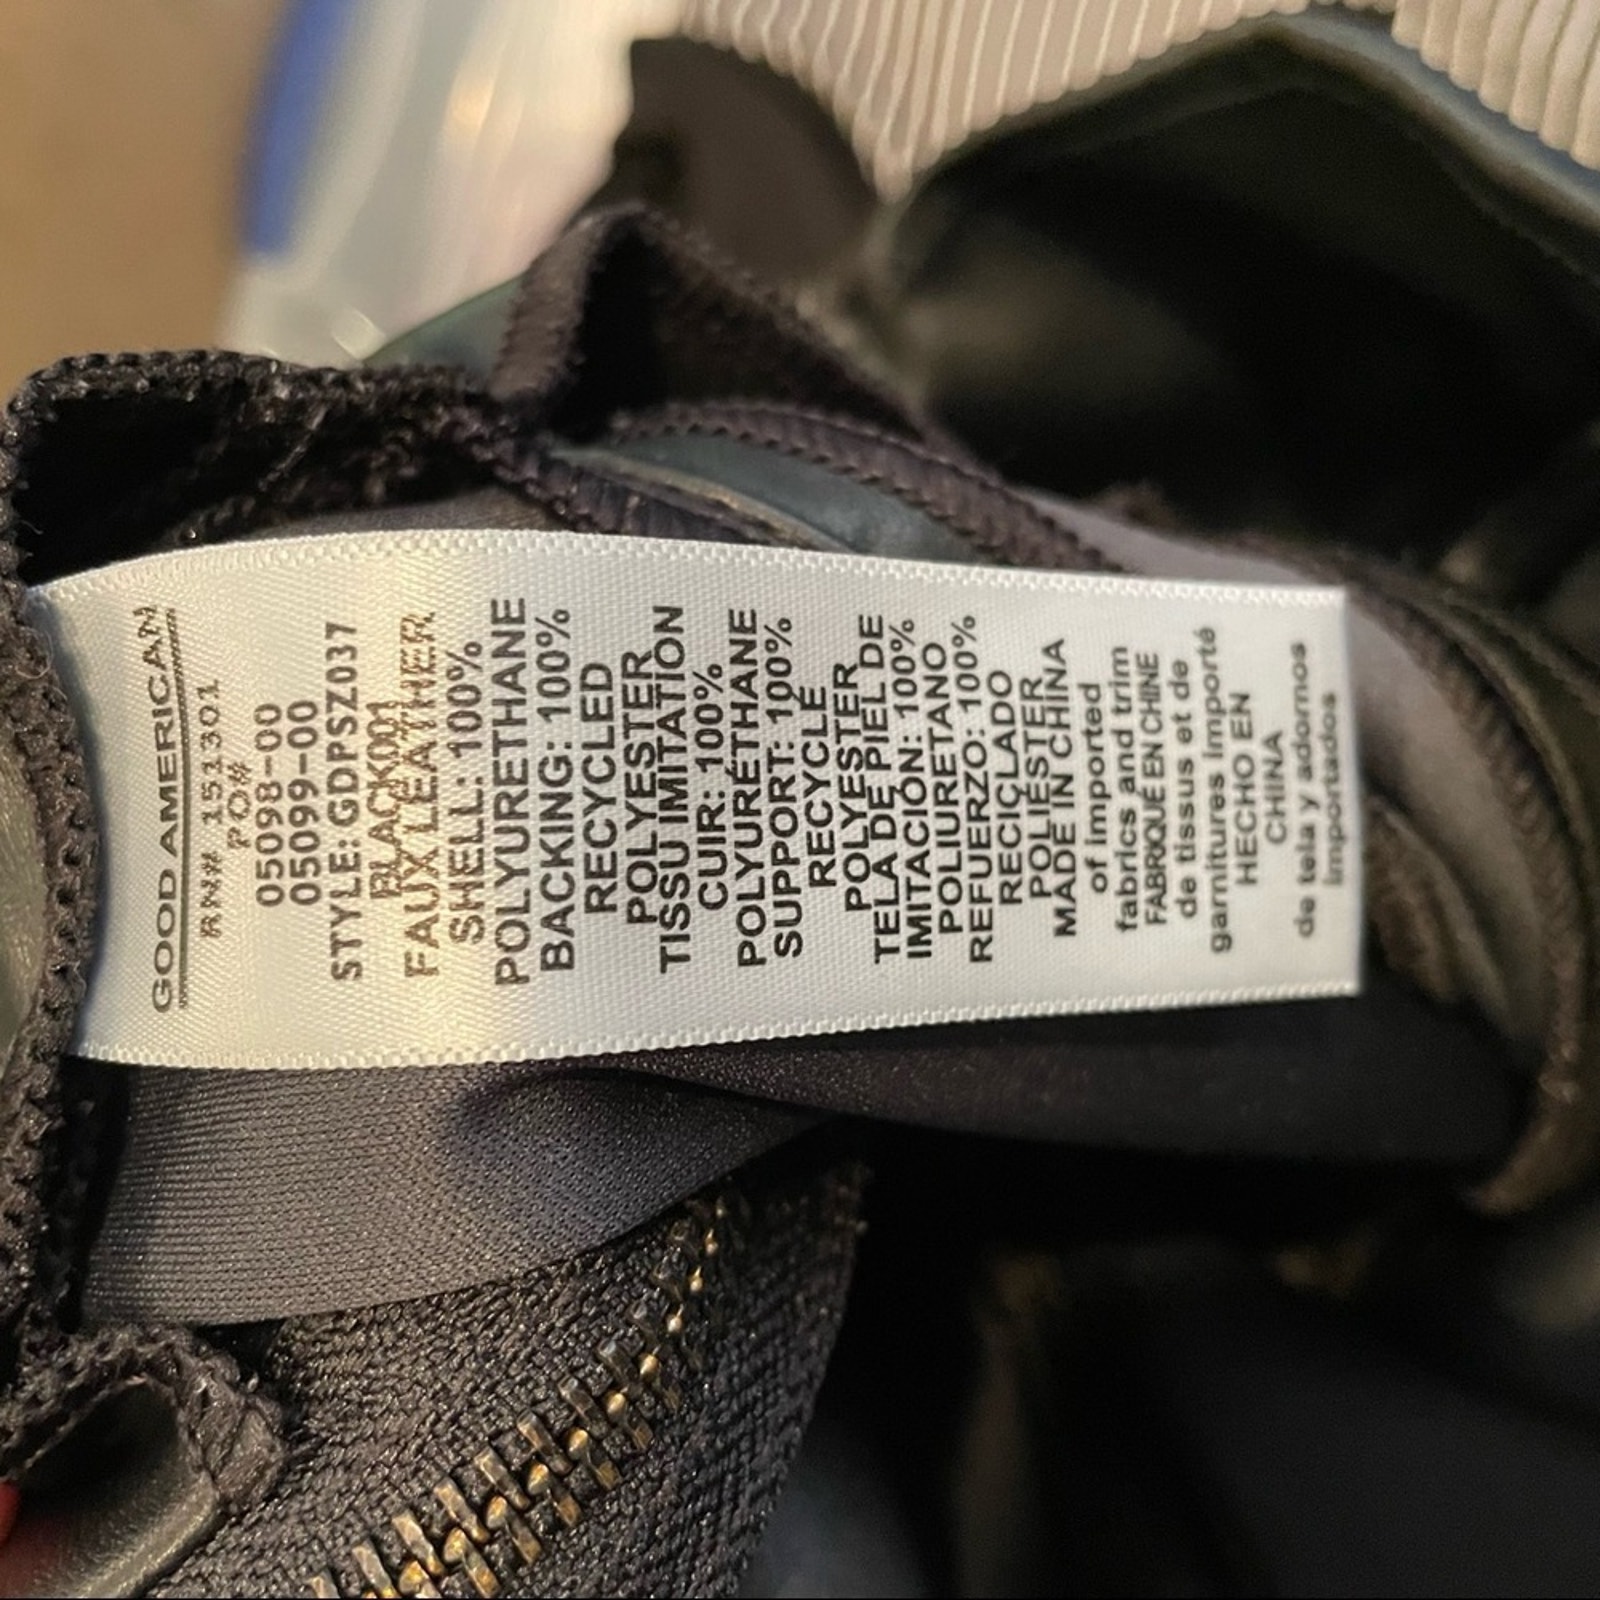 GOOD AMERICAN
RN# 151301
PO#
05098-00
05099-00
STYLE: GDPSZ037
BLACK001
FAUX LEATHER
SHELL: 100%
POLYURETHANE
BACKING: 100%
RECYCLED
POLYESTER
TISSU IMITATION
CUIR: 100%
POLYURÉTHANE
SUPPORT: 100%
RECYCLÉ
POLYESTER
TELA DE PIEL DE
IMITACIÓN: 100%
POLIURETANO
REFUERZO: 100%
RECICLADO
POLIÉSTER
MADE IN CHINA
of imported
fabrics and trim
FABRIQUÉ EN CHINE
de tissus et de
garnitures importé
HECHO EN
CHINA
de tela y adornos
importados